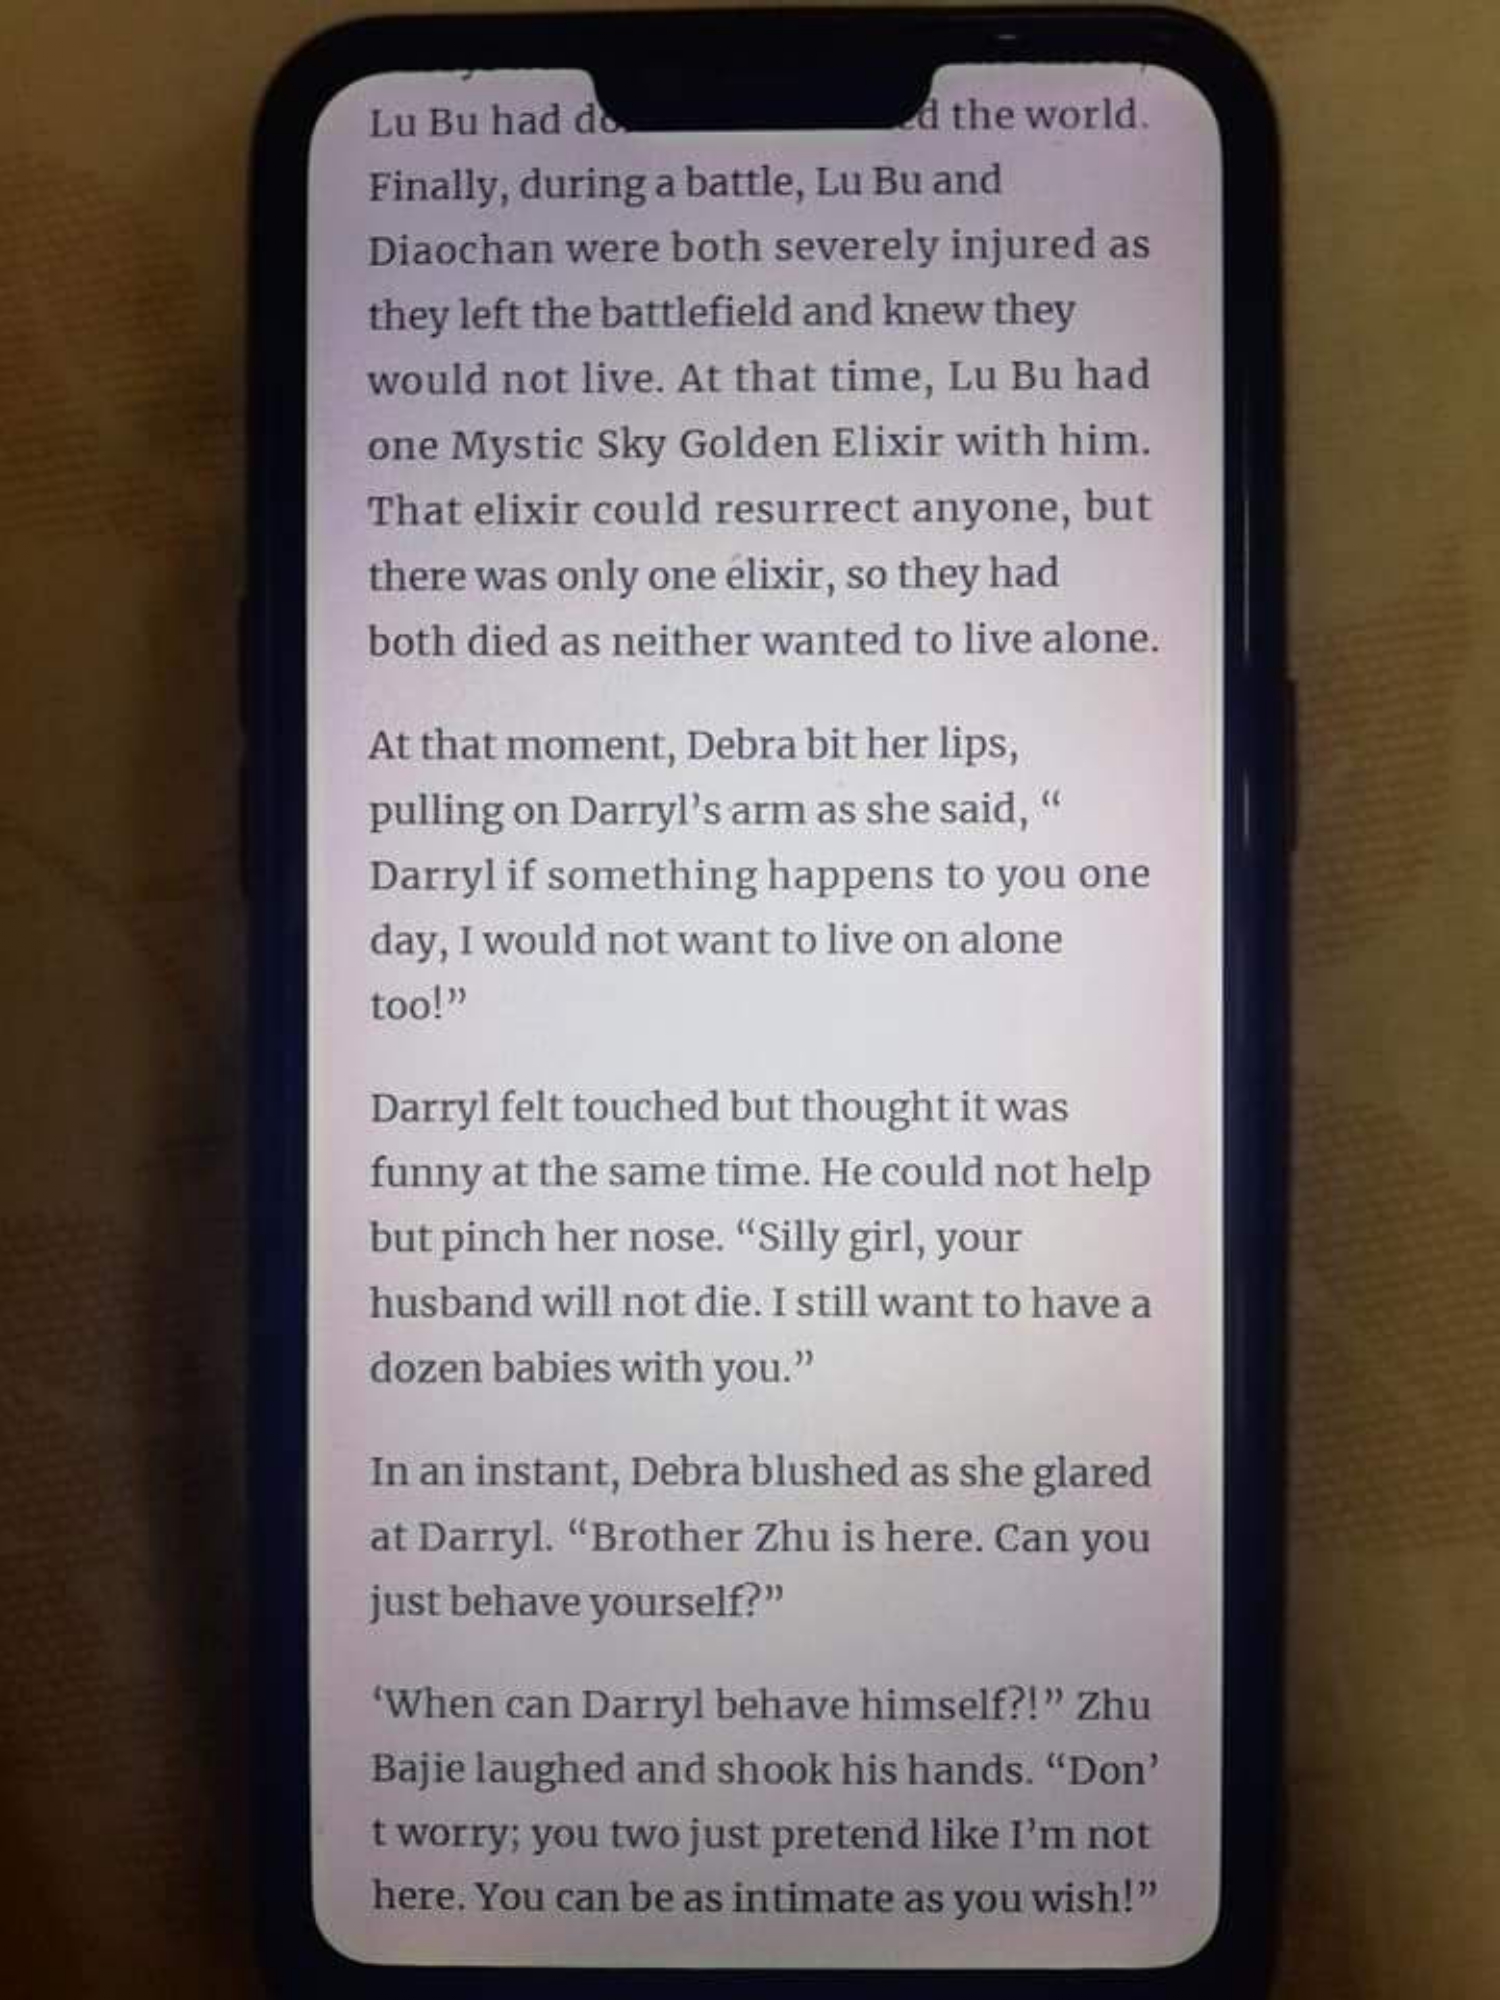 Lu Bu had the world.
Finally, during a battle, Lu Bu and
Diaochan were both severely injured as
they left the battlefield and knew they
would not live. At that time, Lu Bu had
one Mystic Sky Golden Elixir with him.
That elixir could resurrect anyone, but
there was only one elixir, so they had
both died as neither wanted to live alone.
At that moment, Debra bit her lips,
pulling on Darryl’s arm as she said, “
Darryl if something happens to you one
day, I would not want to live on alone
too!”
Darryl felt touched but thought it was
funny at the same time. He could not help
but pinch her nose. “Silly girl, your
husband will not die. I still want to have a
dozen babies with you.”
In an instant, Debra blushed as she glared
at Darryl. “Brother Zhu is here. Can you
just behave yourself?”
‘When can Darryl behave himself?!” Zhu
Bajie laughed and shook his hands. “Don’
t worry; you two just pretend like I’m not
here. You can be as intimate as you wish!”